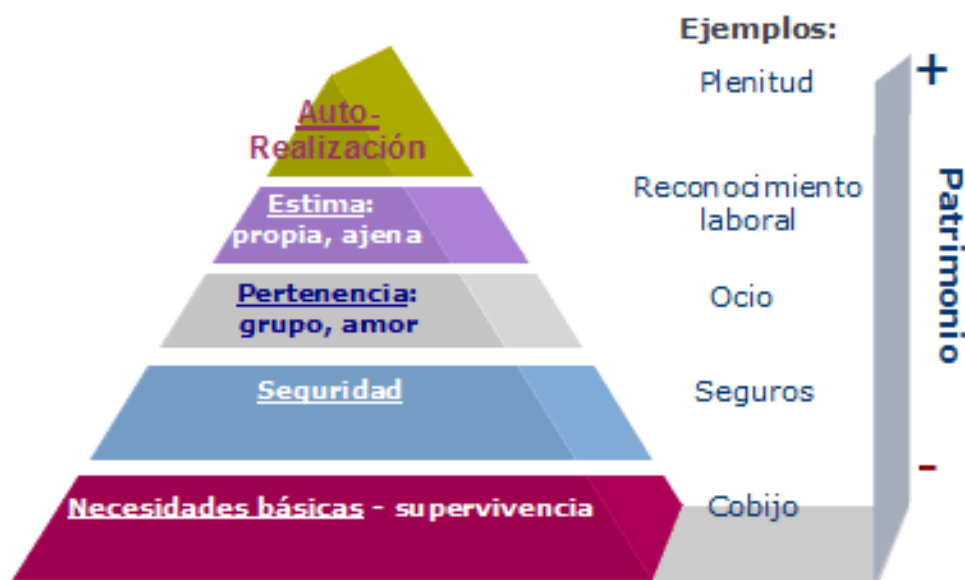 Ejemplos:
Plenitud
+
Auto-
Realización
Reconocimiento
laboral
Estima:
propia, ajena
Patrimonio
Pertenencia:
grupo, amor
Ocio
Seguridad
Seguros
-
Necesidades básicas - supervivencia
Cobijo